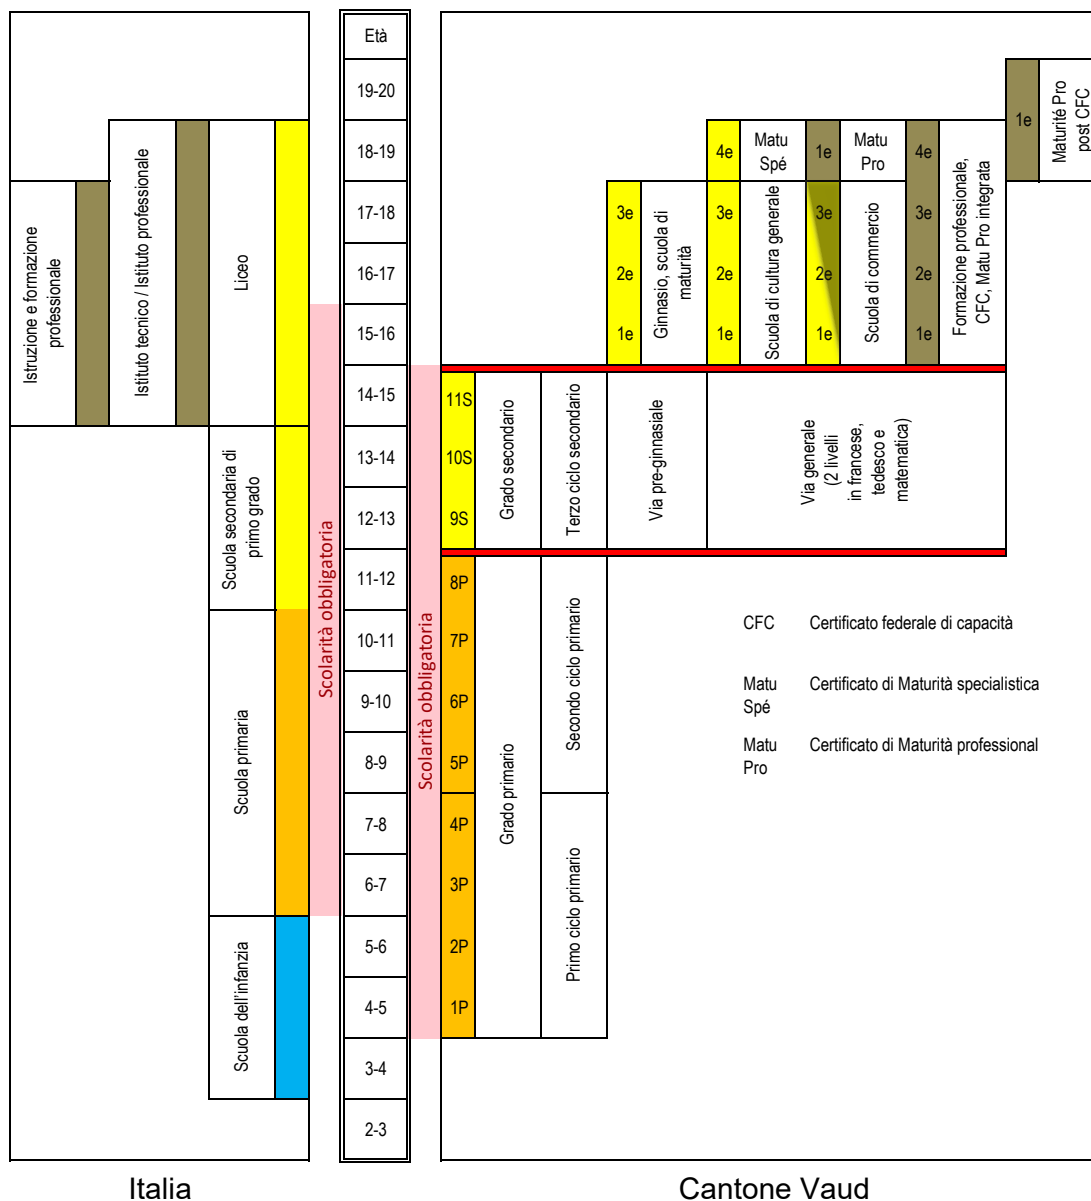 Età
19-20
18-19
17-18
16-17
15-16
14-15
13-14
12-13
11-12
10-11
9-10
8-9
7-8
6-7
5-6
4-5
3-4
2-3
Istruzione e formazione
professionale
Istituto tecnico / Istituto professionale
Liceo
Scuola secondaria di
primo grado
Scuola primaria
Scuola dell'infanzia
Scolarità obbligatoria
Scolarità obbligatoria
1e
Maturité Pro
post CFC
4e
Matu
Spé
1e
Matu
Pro
4e
3e
2e
1e
Ginnasio, scuola di
maturità
3e
2e
1e
Scuola di cultura generale
3e
2e
1e
Scuola di commercio
3e
2e
1e
Formazione professionale,
CFC, Matu Pro integrata
11S
10S
9S
Grado secondario
Terzo ciclo secondario
Via pre-ginnasiale
Via generale
(2 livelli
in francese,
tedesco e
matematica)
8P
7P
6P
5P
4P
3P
2P
1P
Grado primario
Secondo ciclo primario
Primo ciclo primario
CFC Certificato federale di capacità
Matu
Spé Certificato di Maturità specialistica
Matu
Pro Certificato di Maturità professional
Italia
Cantone Vaud